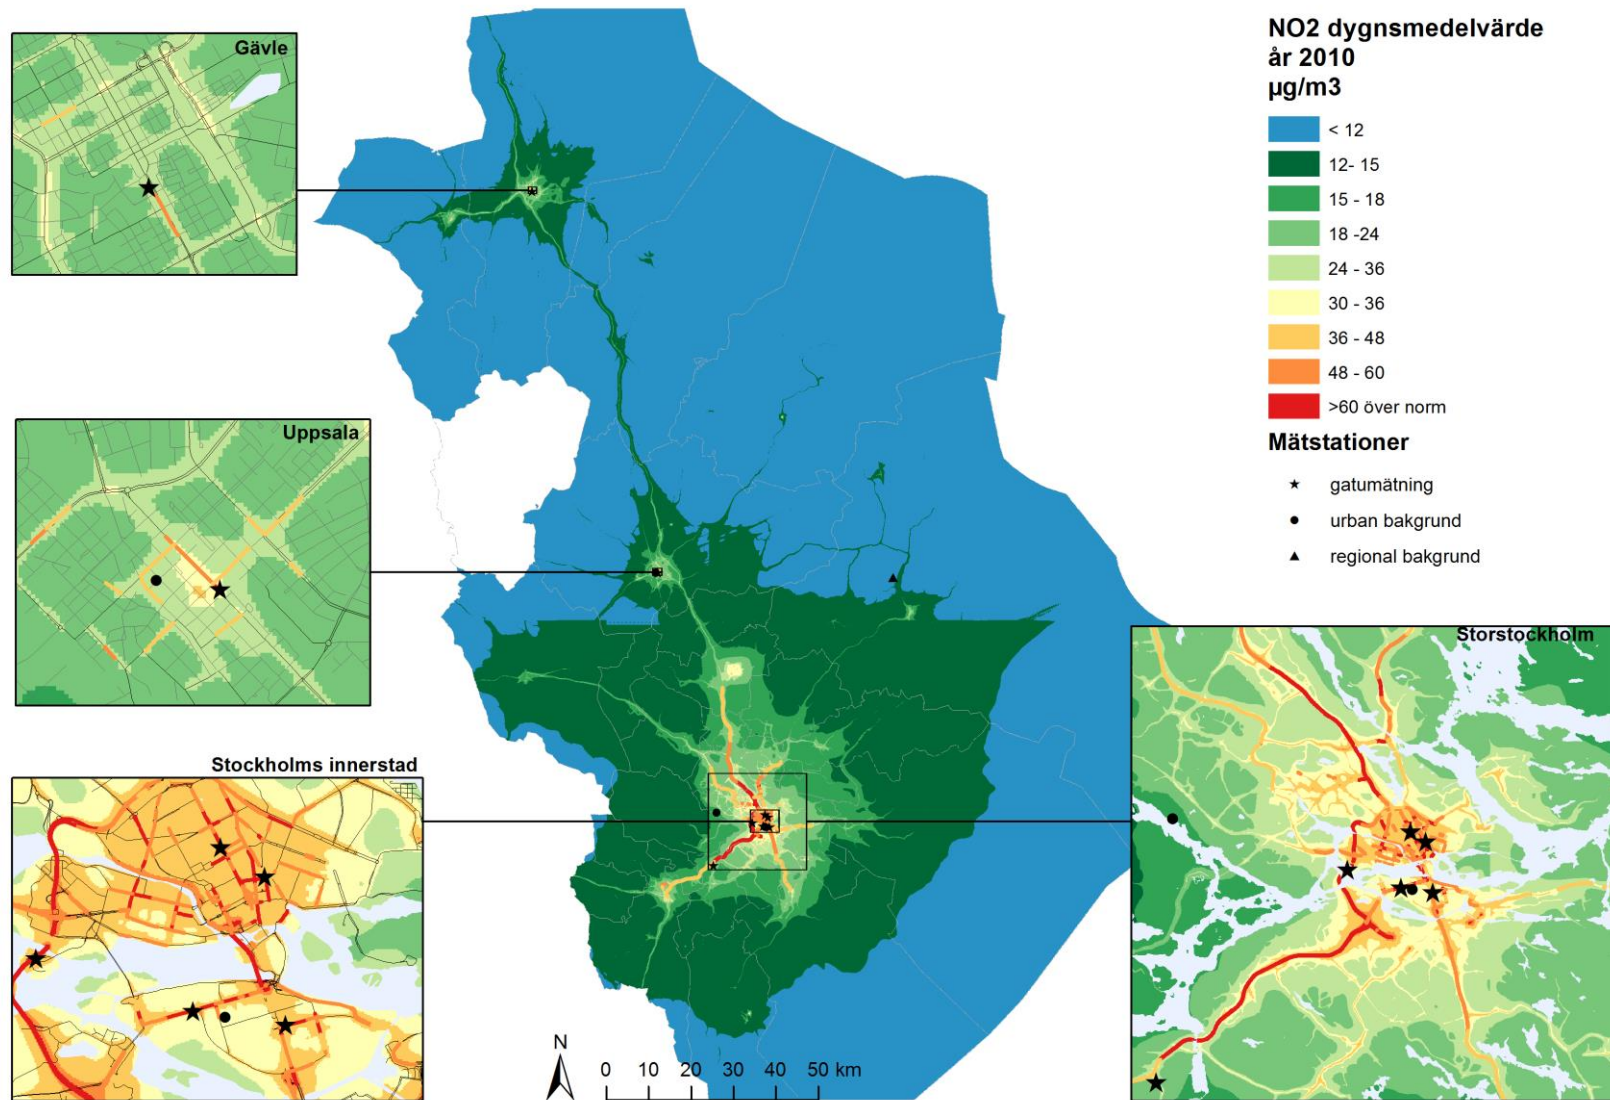 Gävle
Uppsala
Stockholms innerstad
NO2 dygnsmedelvärde
år 2010
µg/m3
< 12
12- 15
15 - 18
18 -24
24 - 36
30 - 36
36 - 48
48 - 60
>60 över norm
Mätstationer
gatumätning
urban bakgrund
regional bakgrund
Storstockholm
N
0 10 20 30 40 50 km